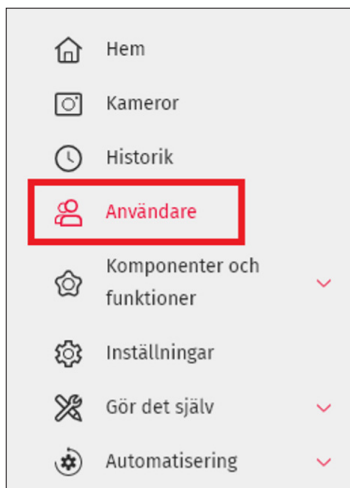 Hem
Kameror
Historik
Användare
Komponenter och
funktioner
Inställningar
Gör det själv
Automatisering